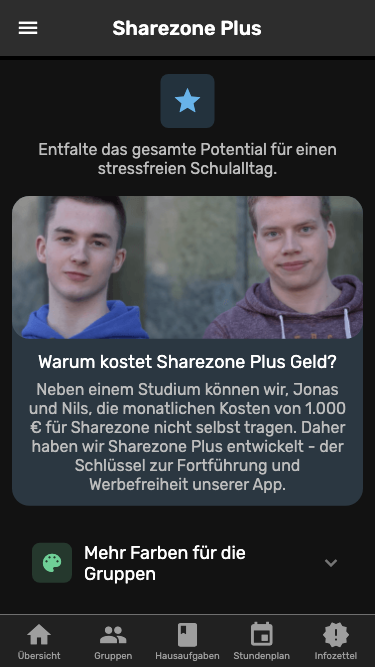 Sharezone Plus
Entfalte das gesamte Potential für einen
stressfreien Schulalltag.
Warum kostet Sharezone Plus Geld?
Neben einem Studium können wir, Jonas
und Nils, die monatlichen Kosten von 1.000
€ für Sharezone nicht selbst tragen. Daher
haben wir Sharezone Plus entwickelt - der
Schlüssel zur Fortführung und
Werbefreiheit unserer App.
Mehr Farben für die
Gruppen
Übersicht Gruppen Hausaufgaben Stundenplan Infozettel